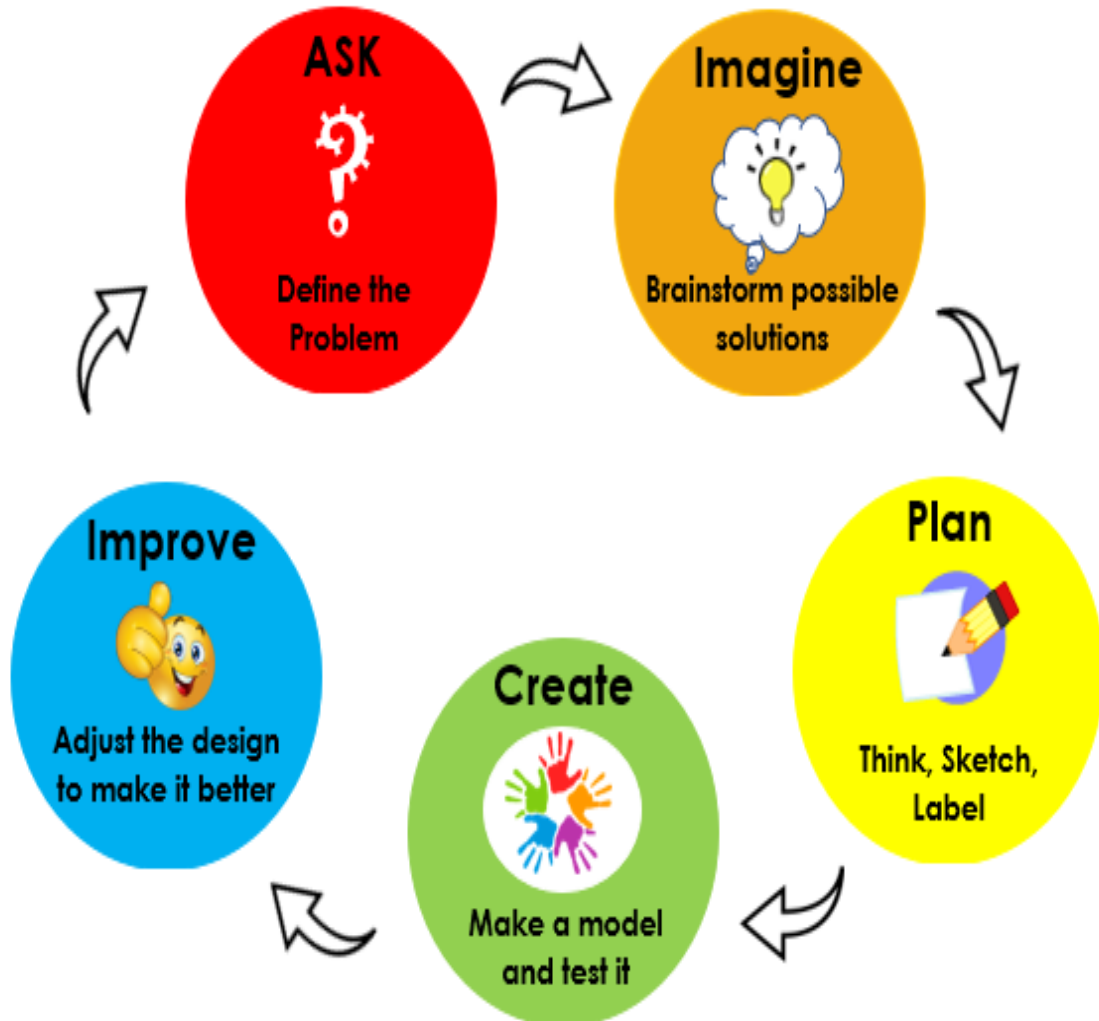 ASK
Define the
Problem
Imagine
Brainstorm possible
solutions
Plan
Think, Sketch,
Label
Create
Make a model
and test it
Improve
Adjust the design
to make it better